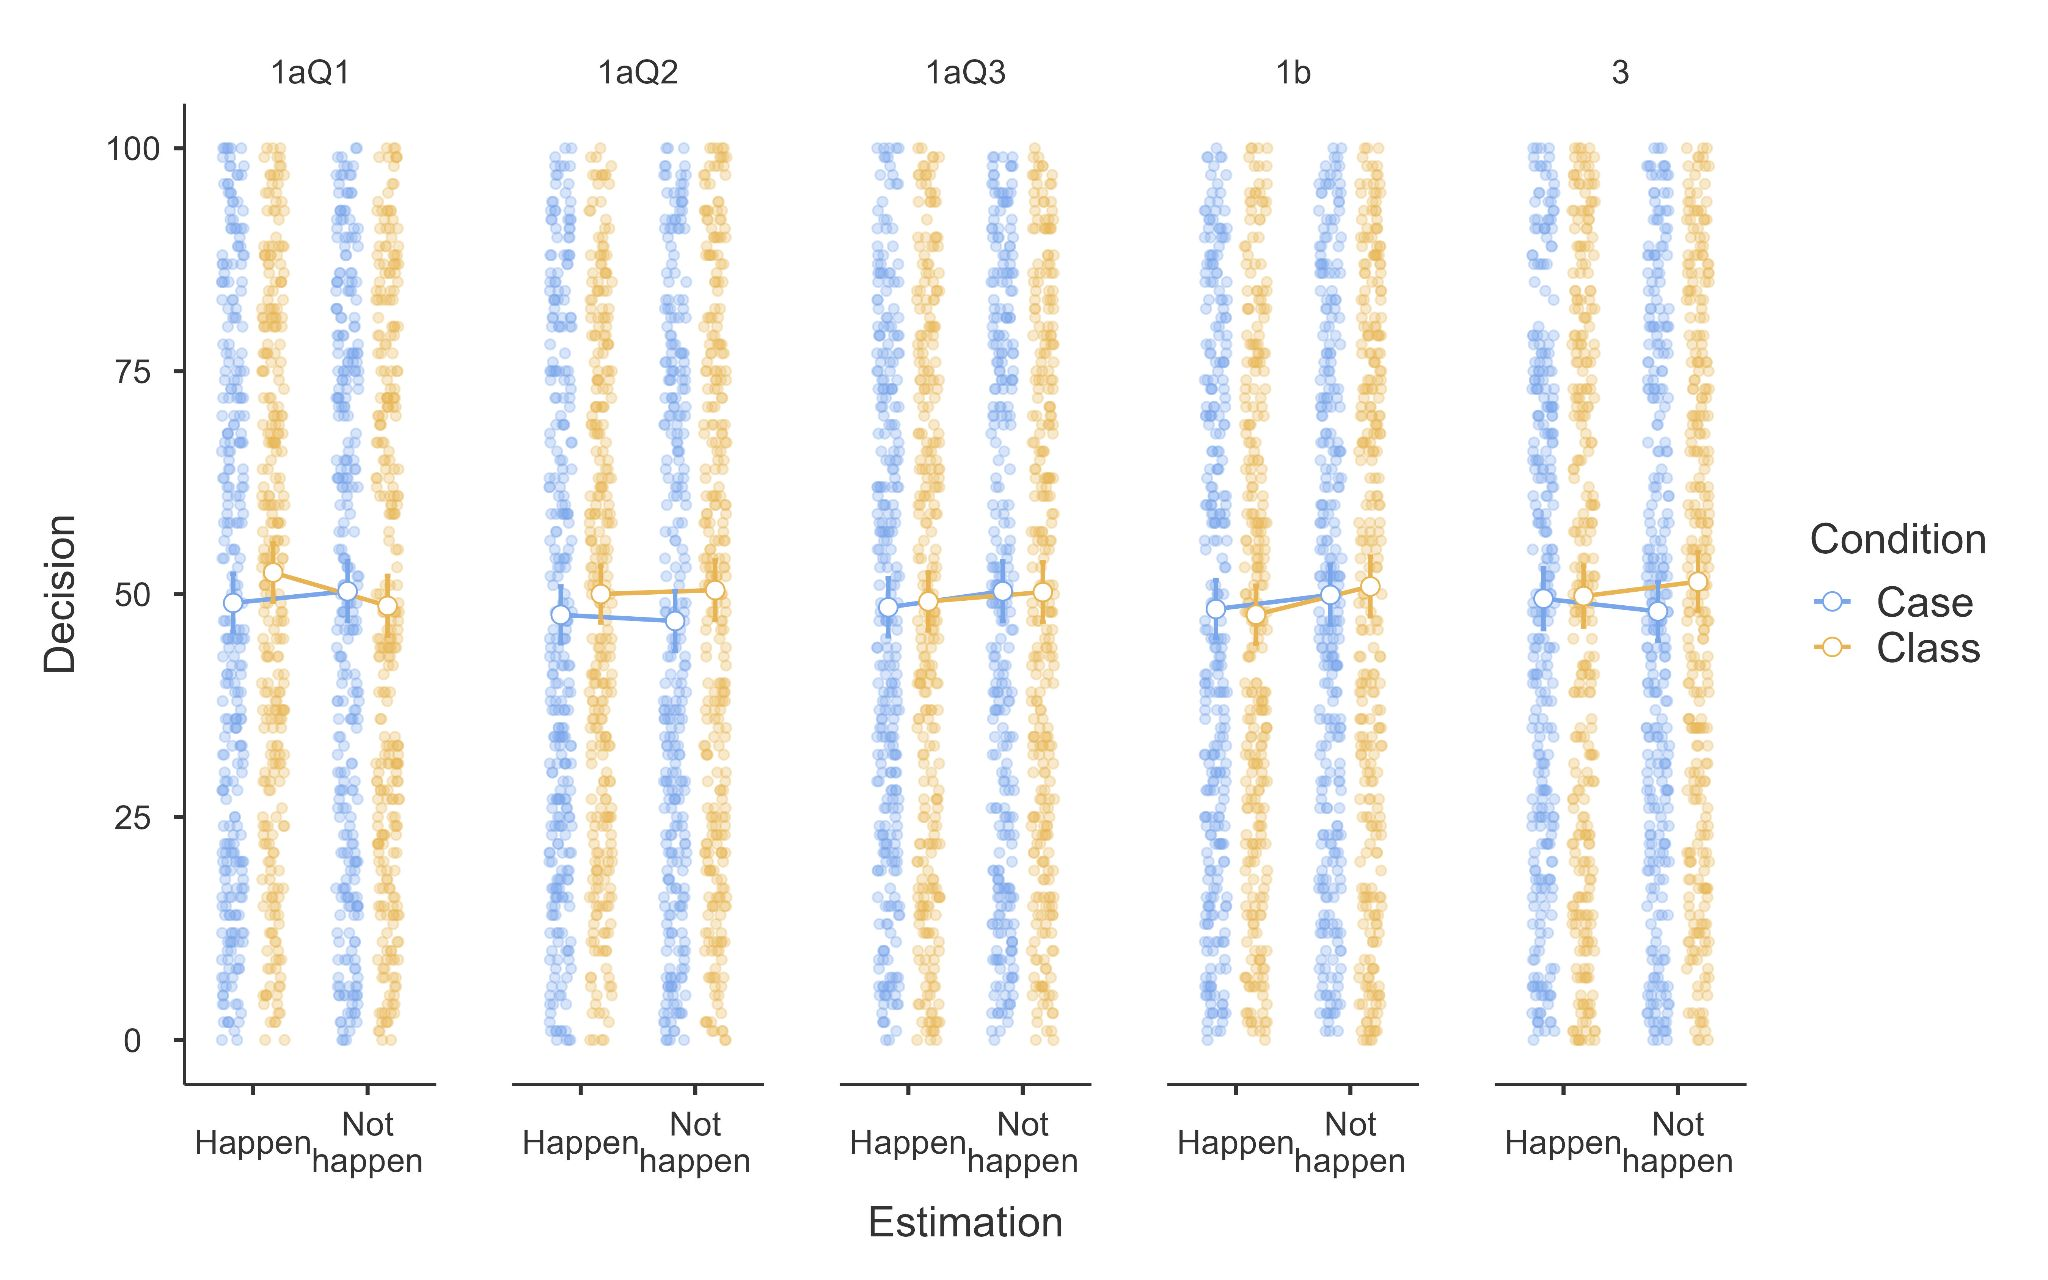 1aQ1 1aQ2 1aQ3 1b 3
100
75
50
25
0
Decision
Happen Not happen Happen Not happen Happen Not happen Happen Not happen Happen Not happen
Estimation
Condition
Case
Class